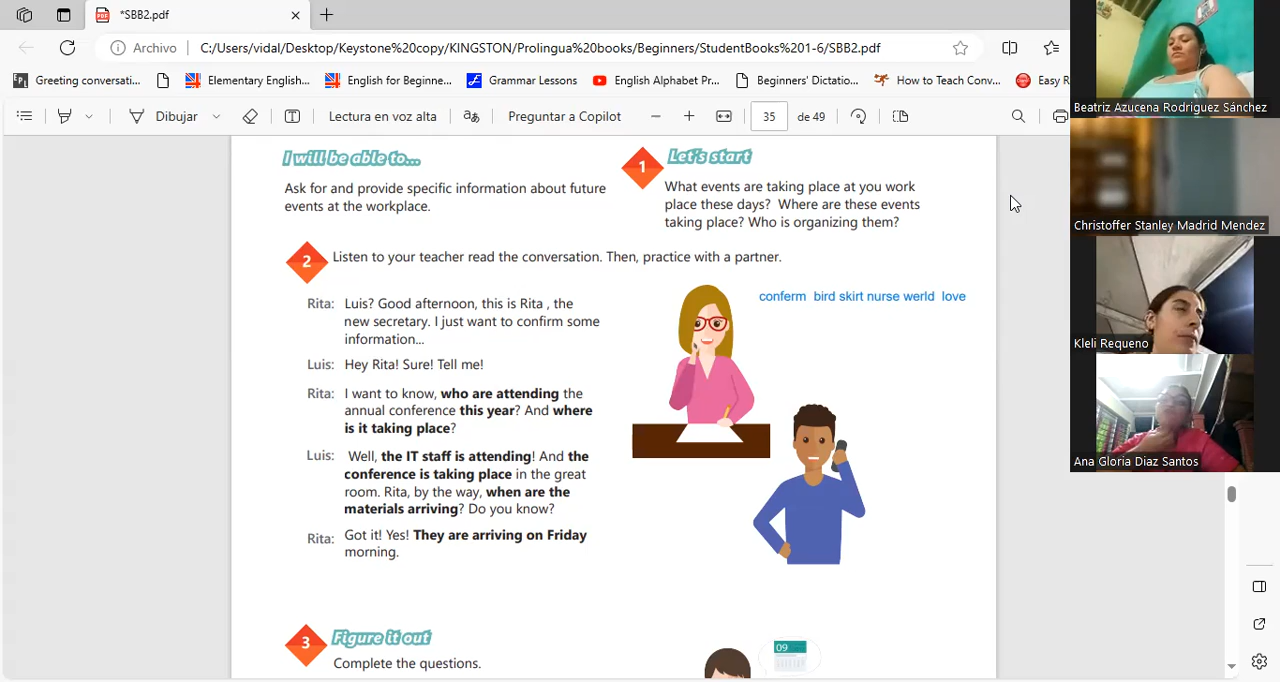 *SBB2.pdf
Archivo
C:/Users/vidal/Desktop/Keystone%20copy/KINGSTON/Prolingua%20books/Beginners/StudentBooks%201-6/SBB2.pdf
Greeting conversati...
Elementary English...
English for Beginne...
Grammar Lessons
English Alphabet Pr...
Beginners' Dictatio...
How to Teach Conv...
Easy R
Dibujar
Lectura en voz alta
aあ
Preguntar a Copilot
35
de 49
I will be able to...
Ask for and provide specific information about future
events at the workplace.
1
Let's start
What events are taking place at you work
place these days? Where are these events
taking place? Who is organizing them?
2
Listen to your teacher read the conversation. Then, practice with a partner.
conferm bird skirt nurse werld love
Rita: Luis? Good afternoon, this is Rita , the
new secretary. I just want to confirm some
information...
Luis: Hey Rita! Sure! Tell me!
Rita: I want to know, who are attending the
annual conference this year? And where
is it taking place?
Luis: Well, the IT staff is attending! And the
conference is taking place in the great
room. Rita, by the way, when are the
materials arriving? Do you know?
Rita: Got it! Yes! They are arriving on Friday
morning.
3
Figure it out
Complete the questions.
09
Beatriz Azucena Rodriguez Sánchez
Christoffer Stanley Madrid Mendez
Kleli Requeno
Ana Gloria Diaz Santos